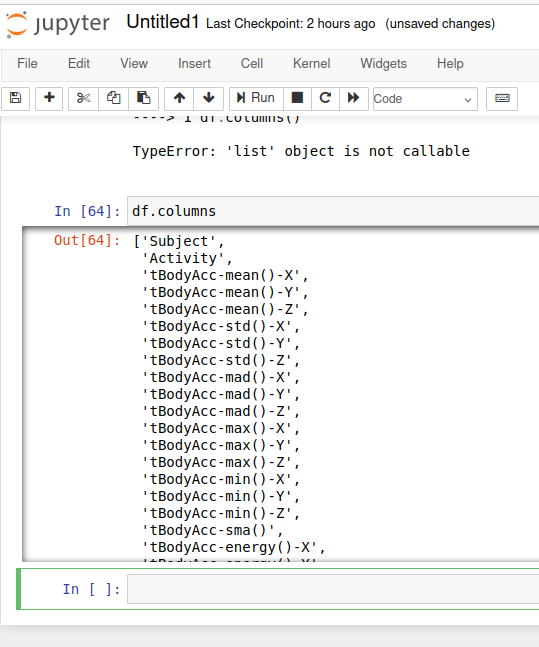 jupyter Untitled1 Last Checkpoint: 2 hours ago (unsaved changes)
File Edit View Insert Cell Kernel Widgets Help
Run Code
----> 1 df.columns()
TypeError: 'list' object is not callable
In [64]: df.columns
Out[64]: ['Subject',
'Activity',
'tBodyAcc-mean()-X',
'tBodyAcc-mean()-Y',
'tBodyAcc-mean()-Z',
'tBodyAcc-std()-X',
'tBodyAcc-std()-Y',
'tBodyAcc-std()-Z',
'tBodyAcc-mad()-X',
'tBodyAcc-mad()-Y',
'tBodyAcc-mad()-Z',
'tBodyAcc-max()-X',
'tBodyAcc-max()-Y',
'tBodyAcc-max()-Z',
'tBodyAcc-min()-X',
'tBodyAcc-min()-Y',
'tBodyAcc-min()-Z',
'tBodyAcc-sma()',
'tBodyAcc-energy()-X',
In [ ]: